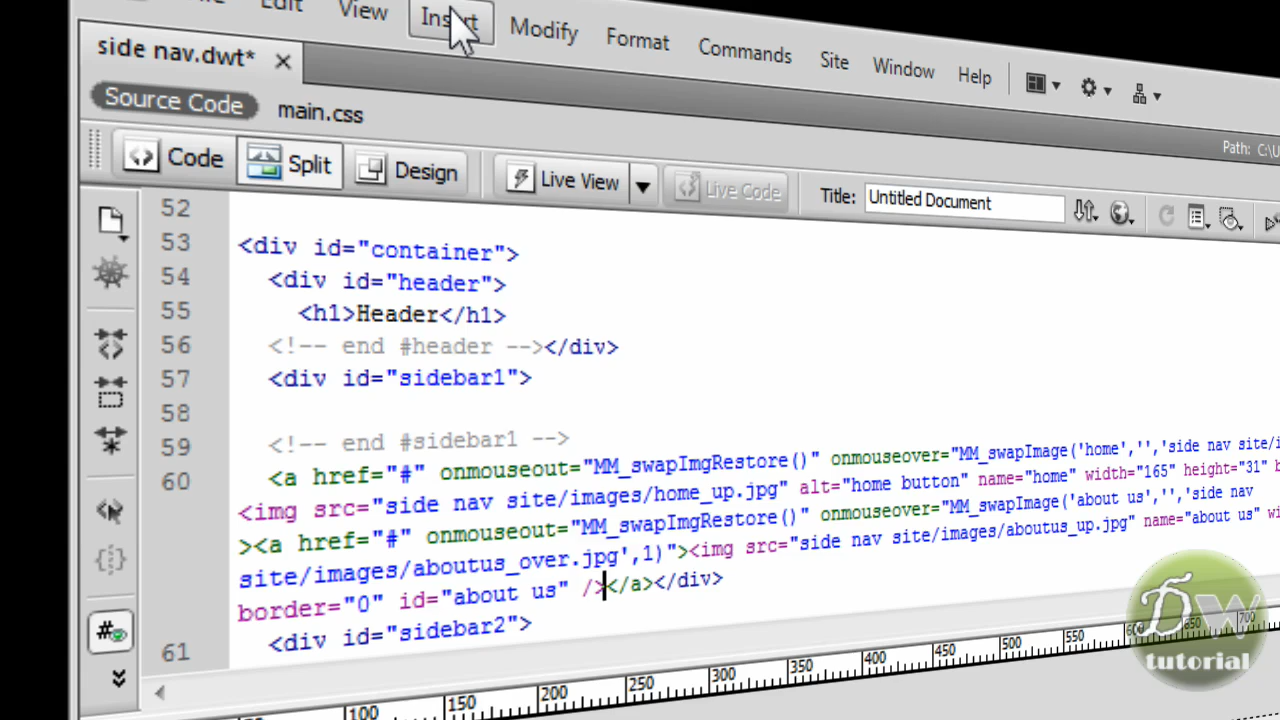 Edit View Insert Modify Format Commands Site Window Help
side nav.dwt*
Source Code main.css
Path: C:\U
Code Split Design Live View Live Code Title: Untitled Document
52
53 <div id="container">
54 <div id="header">
55 <h1>Header</h1>
56 <!-- end #header --></div>
57 <div id="sidebar1">
58
59 <!-- end #sidebar1 -->
60 <a href="#" onmouseout="MM_swapImgRestore()" onmouseover="MM_swapImage('home','','side nav site/i
<img src="side nav site/images/home_up.jpg" alt="home button" name="home" width="165" height="31" b
><a href="#" onmouseout="MM_swapImgRestore()" onmouseover="MM_swapImage('about us','','side nav
site/images/aboutus_over.jpg',1)"><img src="side nav site/images/aboutus_up.jpg" name="about us" wi
border="0" id="about us" /></a></div>
61 <div id="sidebar2">
100 150 200 250 300 350 400 450 500 550 600 650 700
DW
tutorial